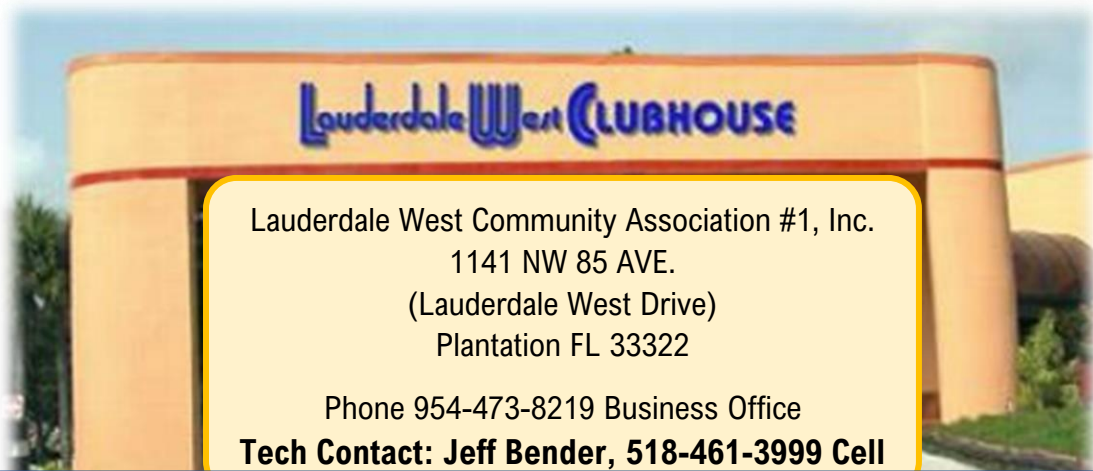 Lauderdale West CLUBHOUSE
Lauderdale West Community Association #1, Inc.
1141 NW 85 AVE.
(Lauderdale West Drive)
Plantation FL 33322
Phone 954-473-8219 Business Office
Tech Contact: Jeff Bender, 518-461-3999 Cell